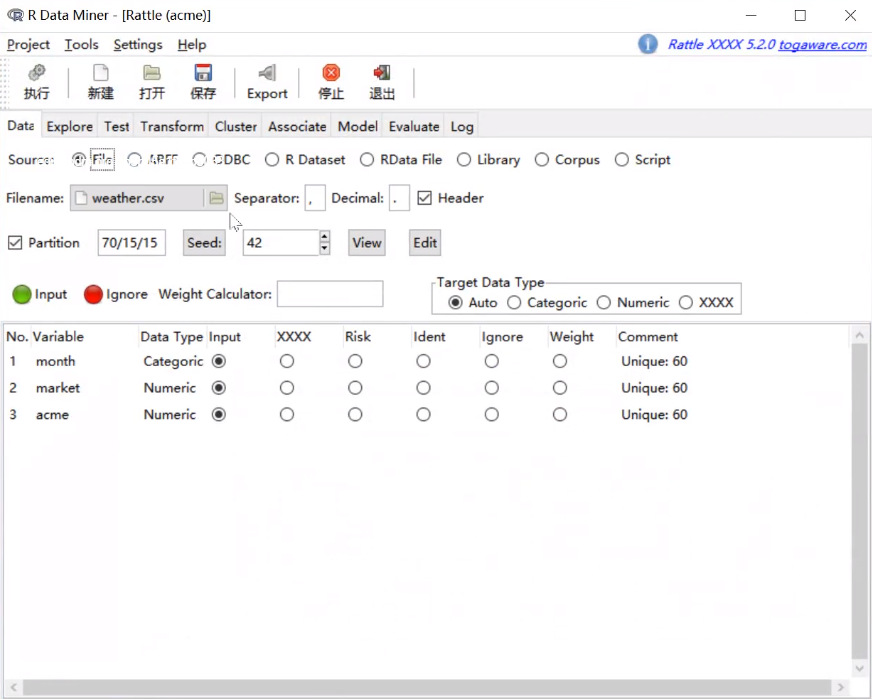 R Data Miner - [Rattle (acme)]
Project Tools Settings Help Rattle XXXX 5.2.0 togaware.com
执行 新建 打开 保存 Export 停止 退出
Data Explore Test Transform Cluster Associate Model Evaluate Log
Source: File ARFF ODBC R Dataset RData File Library Corpus Script
Filename: weather.csv Separator: , Decimal: . Header
Partition 70/15/15 Seed: 42 View Edit
Target Data Type
Input Ignore Weight Calculator: Auto Categoric Numeric XXXX
No. Variable Data Type Input XXXX Risk Ident Ignore Weight Comment
1 month Categoric Unique: 60
2 market Numeric Unique: 60
3 acme Numeric Unique: 60